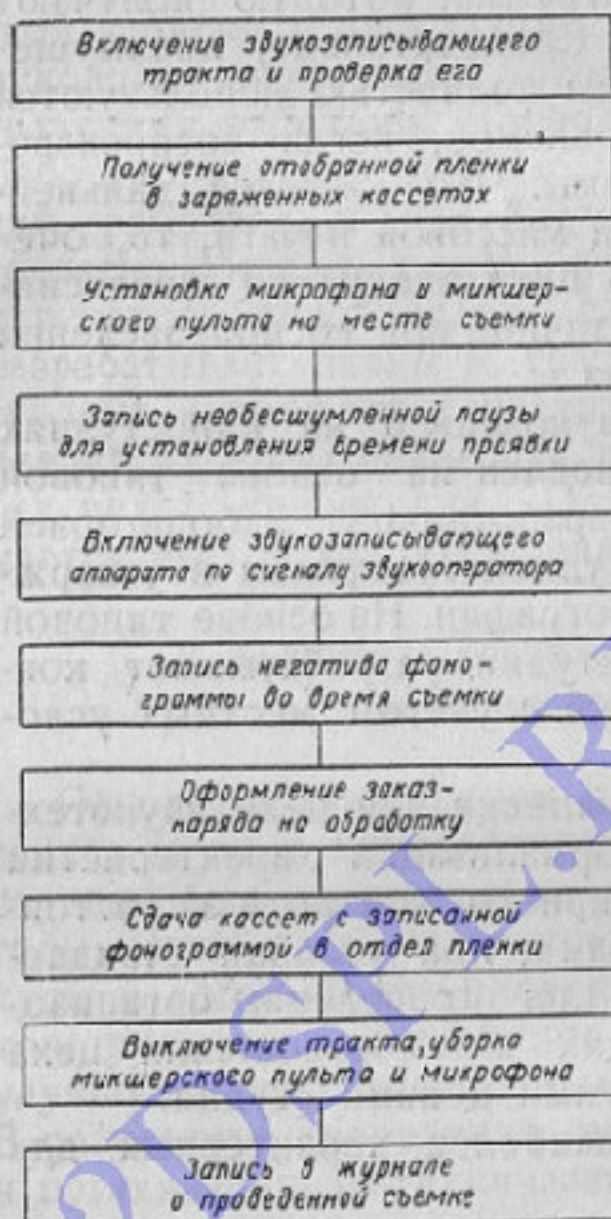 Включение звукозаписывающего
тракта и проверка его
Получение отобранной пленки
в заряженных кассетах
Установка микрофона и микшер-
ского пульта на месте съемки
Запись необесшумленной паузы
для установления времени проявки
Включение звукозаписывающего
аппарата по сигналу звукооператора
Запись негатива фоно-
граммы во время съемки
Оформление заказ-
наряда на обработку
Сдача кассет с записанной
фонограммой в отдел пленки
Выключение тракта, уборка
микшерского пульта и микрофона
Запись в журнале
о проведенной съемке